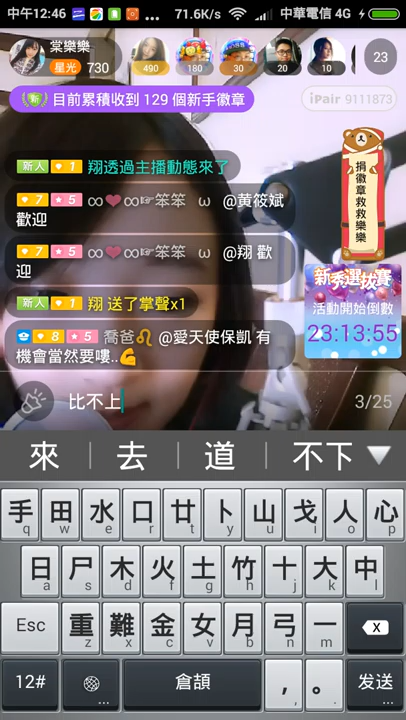 中午12:46 ... 71.6K/s 中華電信 4G
棠樂樂
星光 730
490 180 30 20 10
23
新 目前累積收到 129 個新手徽章
iPair 9111873
捐徽章救救樂樂
新人 1 翔透過主播動態來了
7 5 ∞❤∞☞笨笨 ω @黄筱斌
歡迎
7 5 ∞❤∞☞笨笨 ω @翔 歡
迎
新秀選拔賽
活動開始倒數
23:13:55
新人 1 翔 送了掌聲x1
8 5 喬爸♌ @愛天使保凱 有
機會當然要嘍..💪
比不上
3/25
來 去 道 不下
手 田 水 口 廿 卜 山 戈 人 心
q w e r t y u i o p
日 尸 木 火 土 竹 十 大 中
a s d f g h j k l
Esc 重 難 金 女 月 弓 一
z x c v b n m
12# ... 倉頡 ， 。 发送
... ...